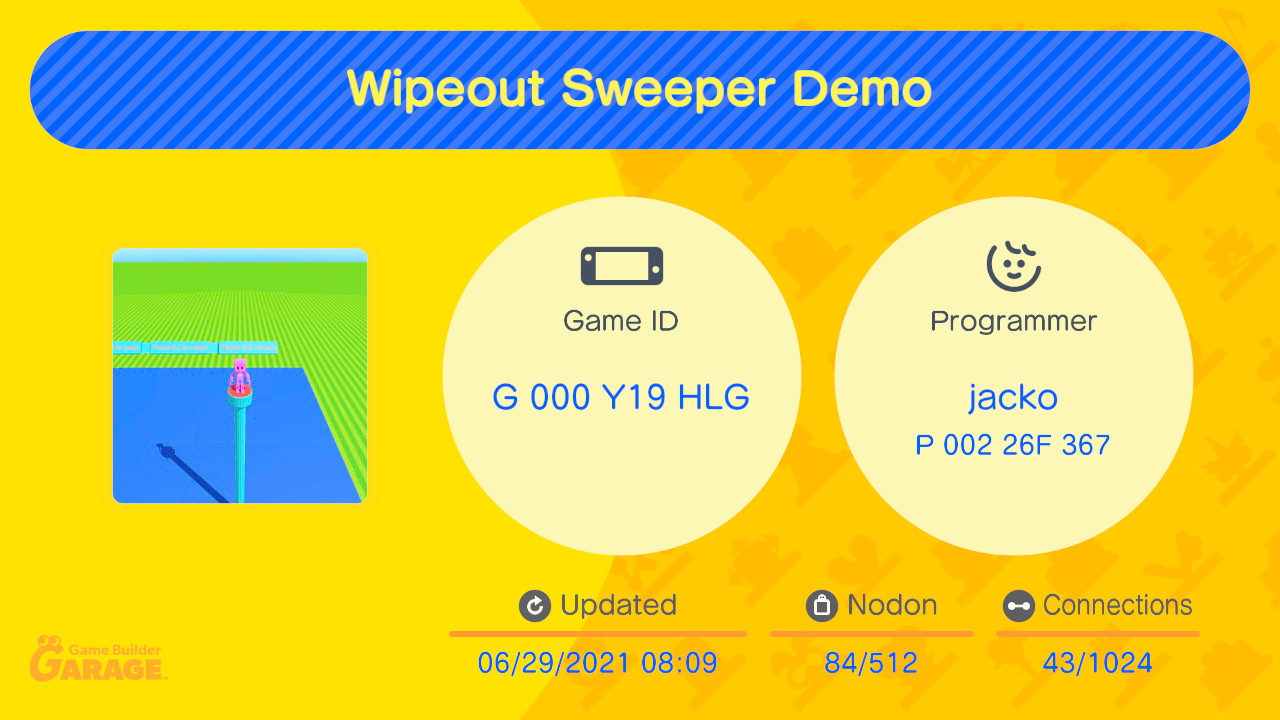 Wipeout Sweeper Demo
Game ID
G 000 Y19 HLG
Programmer
jacko
P 002 26F 367
Updated
06/29/2021 08:09
Nodon
84/512
Connections
43/1024
Game Builder
GARAGE